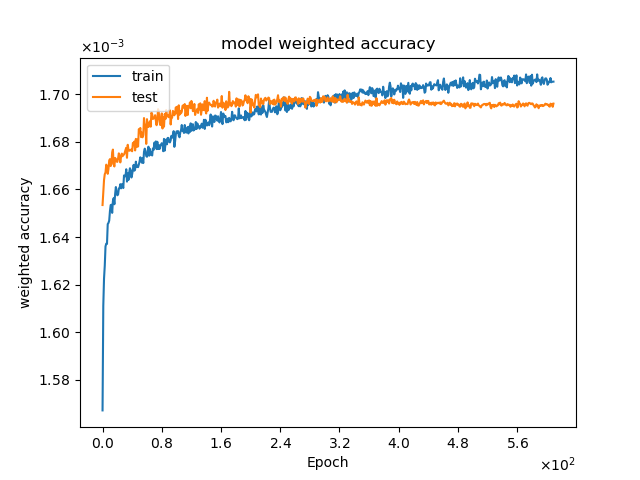 model weighted accuracy
×10⁻³
train
test
1.70
1.68
1.66
1.64
1.62
1.60
1.58
weighted accuracy
0.0 0.8 1.6 2.4 3.2 4.0 4.8 5.6
Epoch
×10²